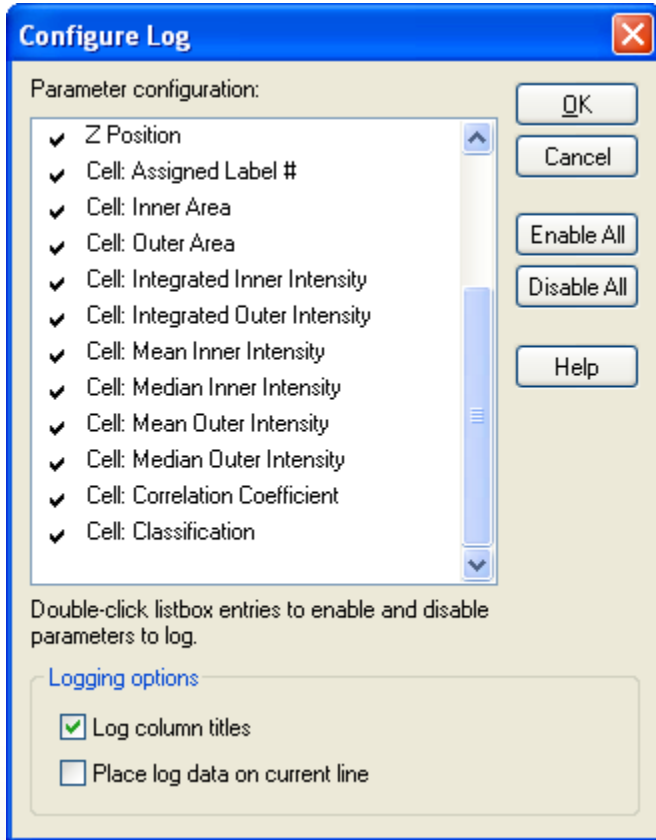 Configure Log
Parameter configuration:
Z Position
Cell: Assigned Label #
Cell: Inner Area
Cell: Outer Area
Cell: Integrated Inner Intensity
Cell: Integrated Outer Intensity
Cell: Mean Inner Intensity
Cell: Median Inner Intensity
Cell: Mean Outer Intensity
Cell: Median Outer Intensity
Cell: Correlation Coefficient
Cell: Classification
OK
Cancel
Enable All
Disable All
Help
Double-click listbox entries to enable and disable
parameters to log.
Logging options
Log column titles
Place log data on current line